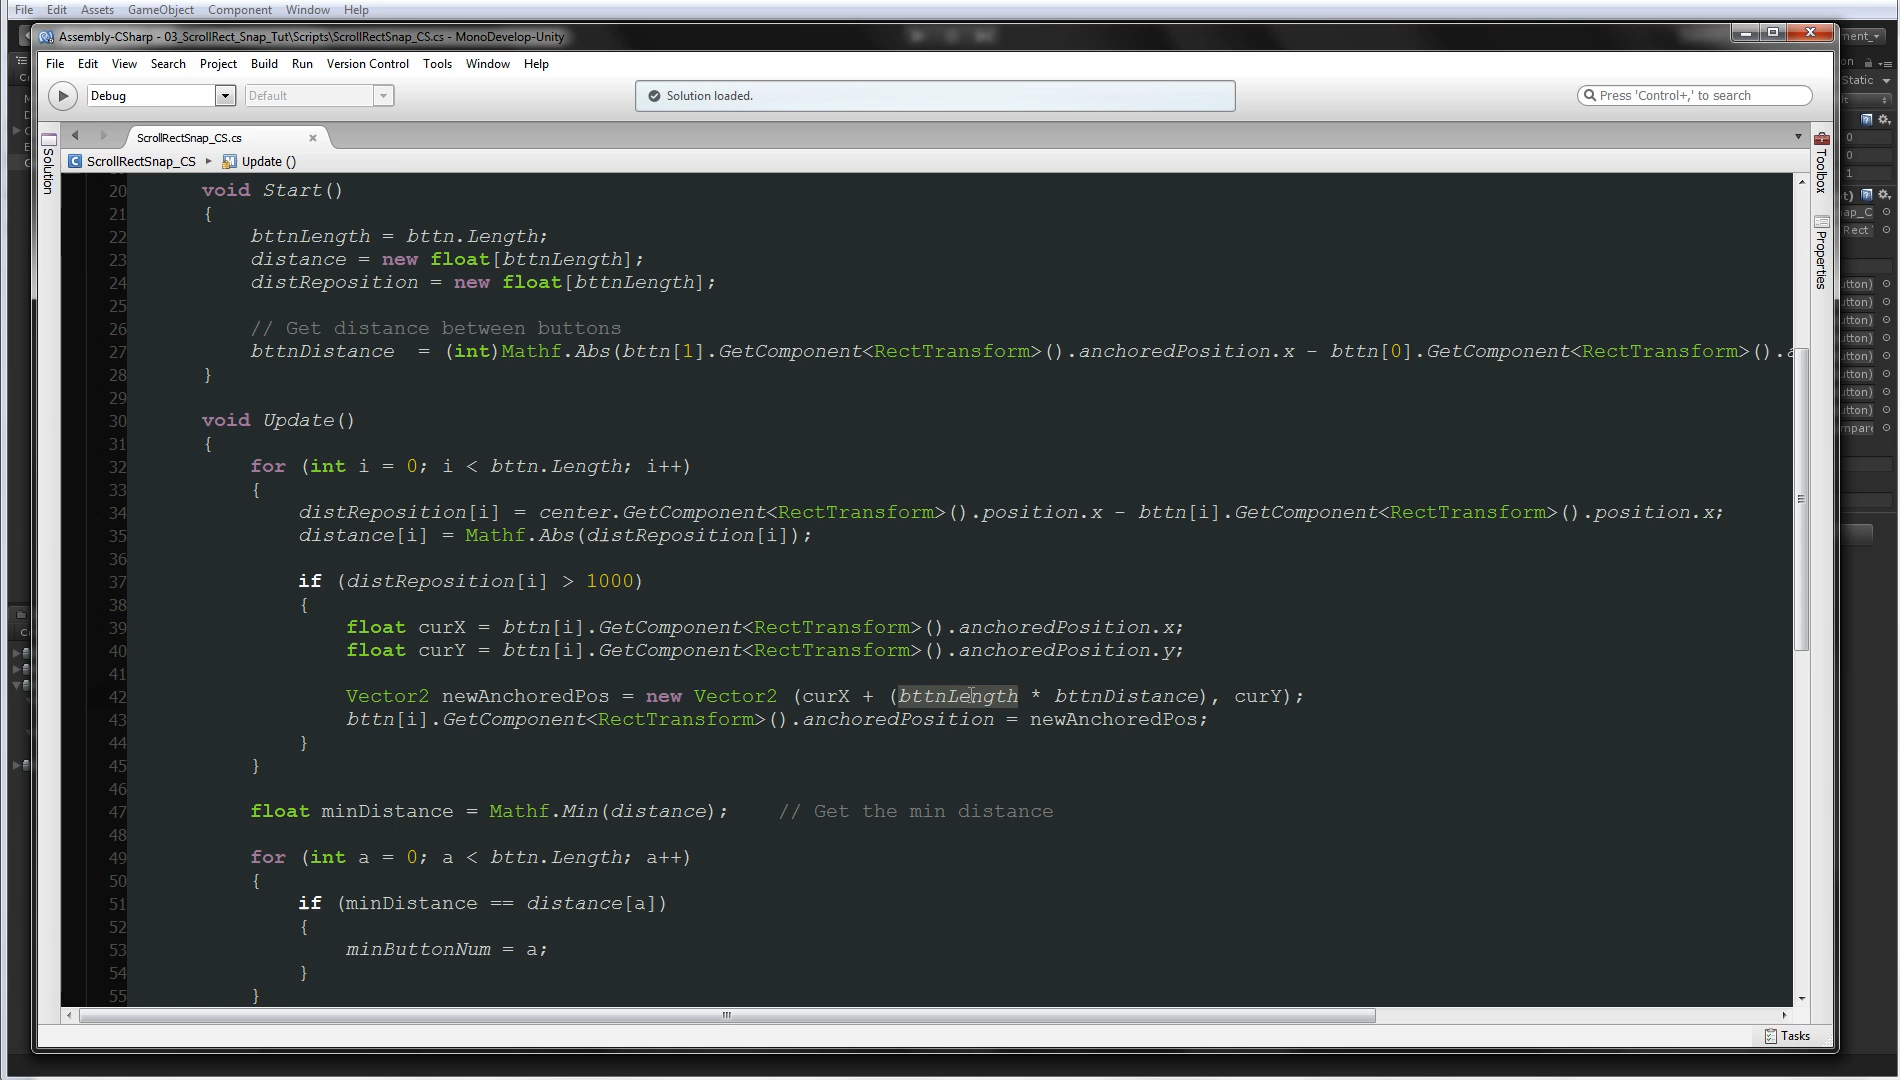 File Edit Assets GameObject Component Window Help
Assembly-CSharp - 03_ScrollRect_Snap_Tut\Scripts\ScrollRectSnap_CS.cs - MonoDevelop-Unity
File Edit View Search Project Build Run Version Control Tools Window Help
Debug Default Solution loaded. Press 'Control+,' to search
ScrollRectSnap_CS.cs
ScrollRectSnap_CS Update ()
Solution
Toolbox
Properties
20 void Start()
21 {
22 bttnLength = bttn.Length;
23 distance = new float[bttnLength];
24 distReposition = new float[bttnLength];
25
26 // Get distance between buttons
27 bttnDistance = (int)Mathf.Abs(bttn[1].GetComponent<RectTransform>().anchoredPosition.x - bttn[0].GetComponent<RectTransform>().a
28 }
29
30 void Update()
31 {
32 for (int i = 0; i < bttn.Length; i++)
33 {
34 distReposition[i] = center.GetComponent<RectTransform>().position.x - bttn[i].GetComponent<RectTransform>().position.x;
35 distance[i] = Mathf.Abs(distReposition[i]);
36
37 if (distReposition[i] > 1000)
38 {
39 float curX = bttn[i].GetComponent<RectTransform>().anchoredPosition.x;
40 float curY = bttn[i].GetComponent<RectTransform>().anchoredPosition.y;
41
42 Vector2 newAnchoredPos = new Vector2 (curX + (bttnLength * bttnDistance), curY);
43 bttn[i].GetComponent<RectTransform>().anchoredPosition = newAnchoredPos;
44 }
45 }
46
47 float minDistance = Mathf.Min(distance); // Get the min distance
48
49 for (int a = 0; a < bttn.Length; a++)
50 {
51 if (minDistance == distance[a])
52 {
53 minButtonNum = a;
54 }
55 }
Tasks